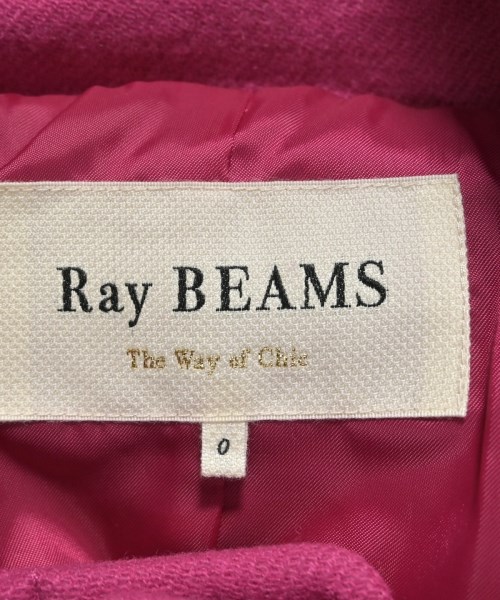 Ray BEAMS
The Way of Chic
0